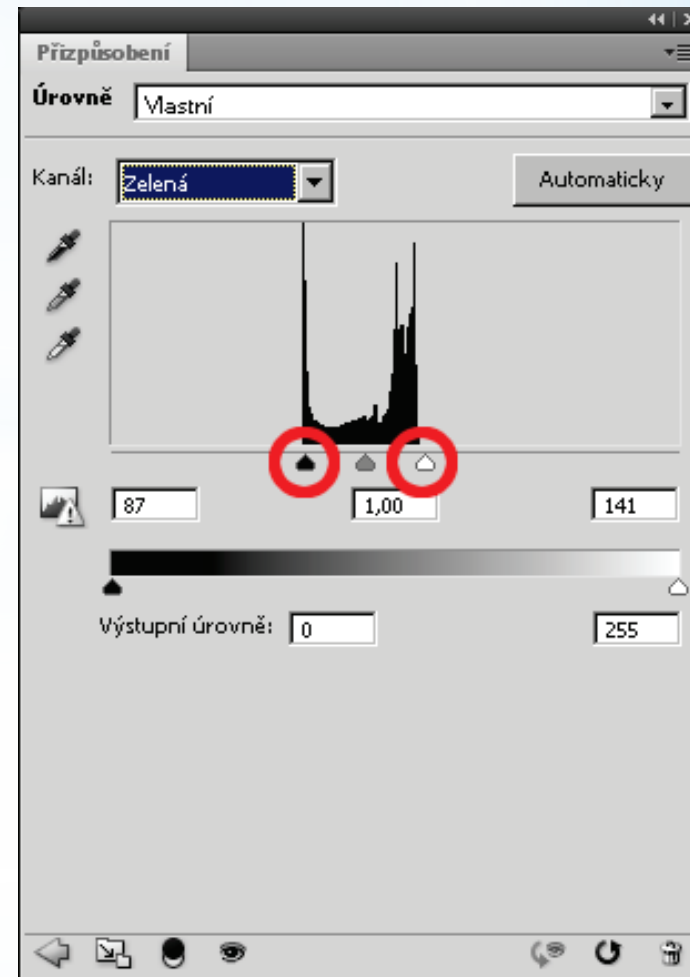 Přizpůsobení
Úrovně Vlastní
Kanál: Zelená Automaticky
87 1,00 141
Výstupní úrovně: 0 255